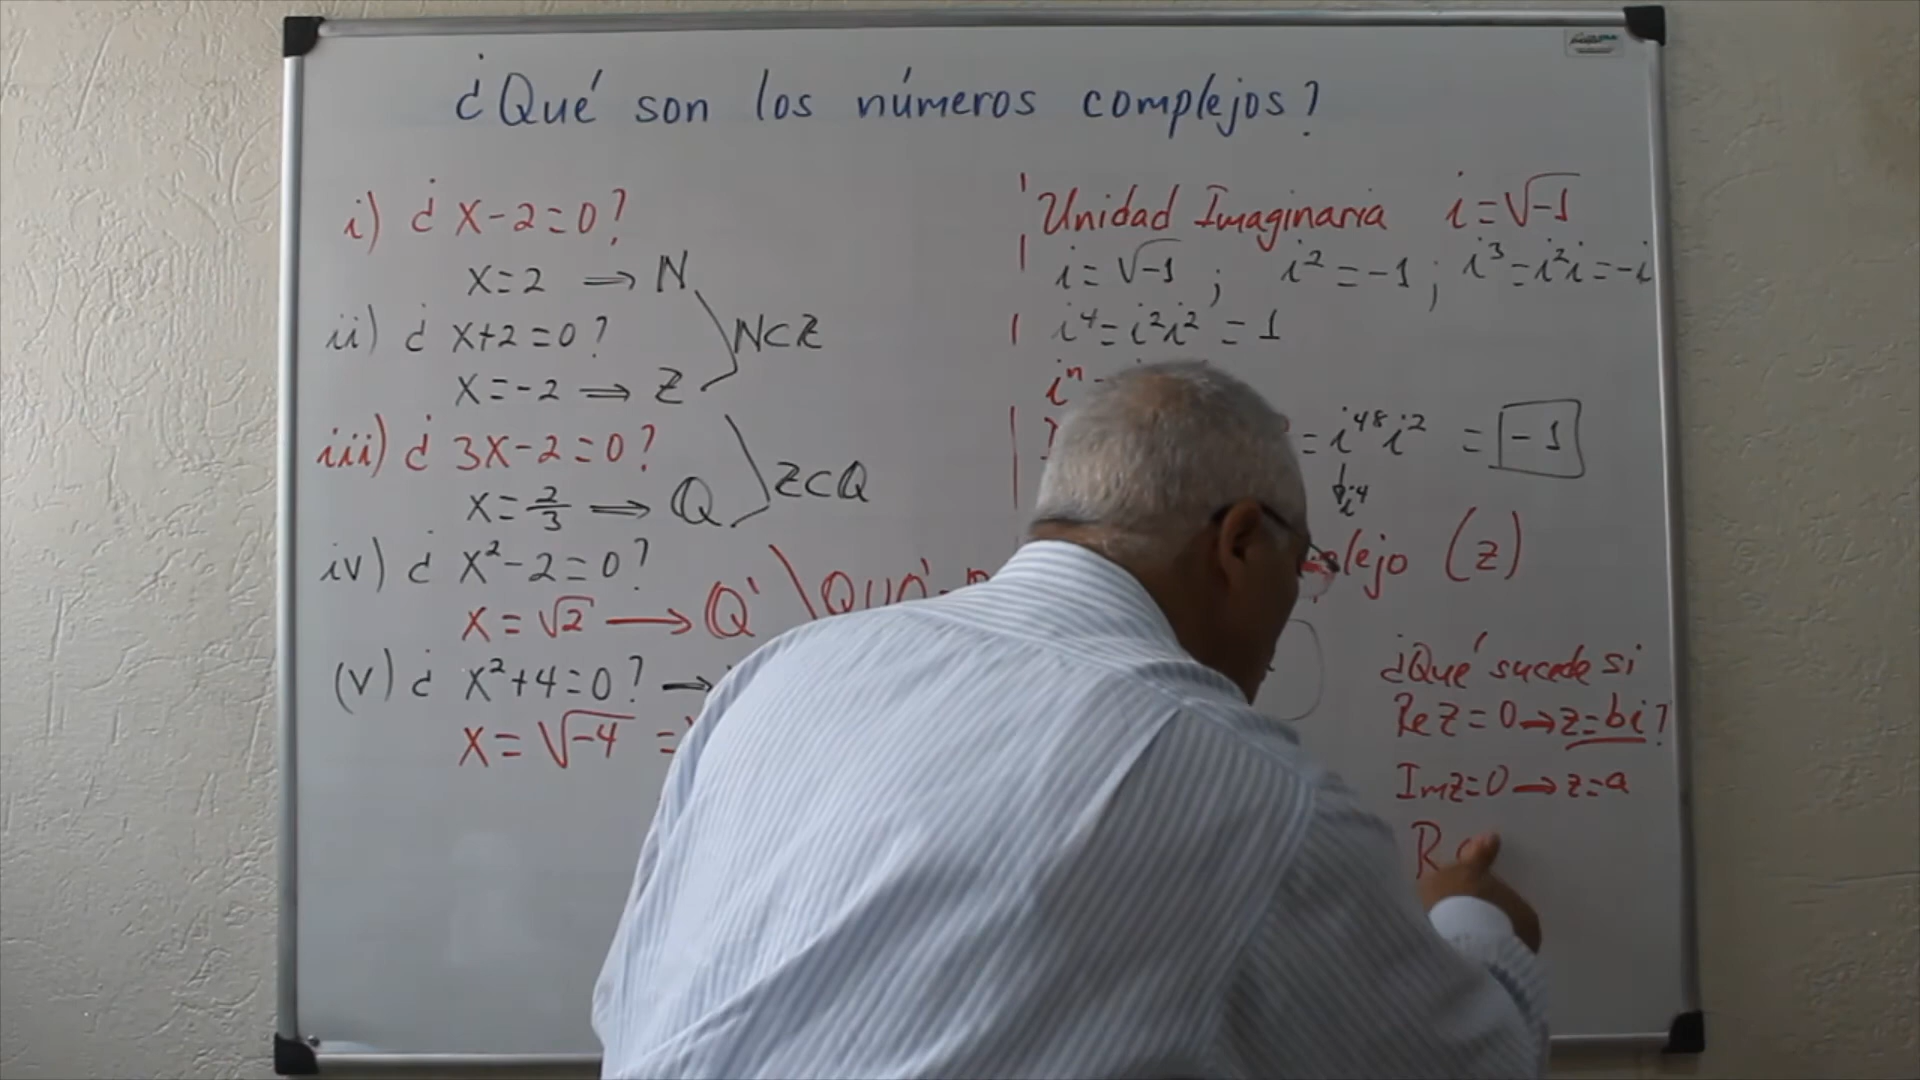 ¿Qué son los números complejos?
i) ¿ x-2=0?
x=2 ⇒ N
ii) ¿ x+2=0?
N⊂Z
x=-2 ⇒ Z
iii) ¿ 3x-2=0?
x=2/3 ⇒ Q
Z⊂Q
iv) ¿ x²-2=0?
x=√2 → Q'
(v) ¿ x²+4=0? →
x=√-4 =
Unidad Imaginaria i=√-1
i=√-1 ; i²=-1 ; i³=i²i=-i
i⁴=i²i²=1
iⁿ
=i⁴⁸i² = -1
i⁴
(z)
¿Qué sucede si
Re z=0→z=bi?
Im z=0→z=a
R